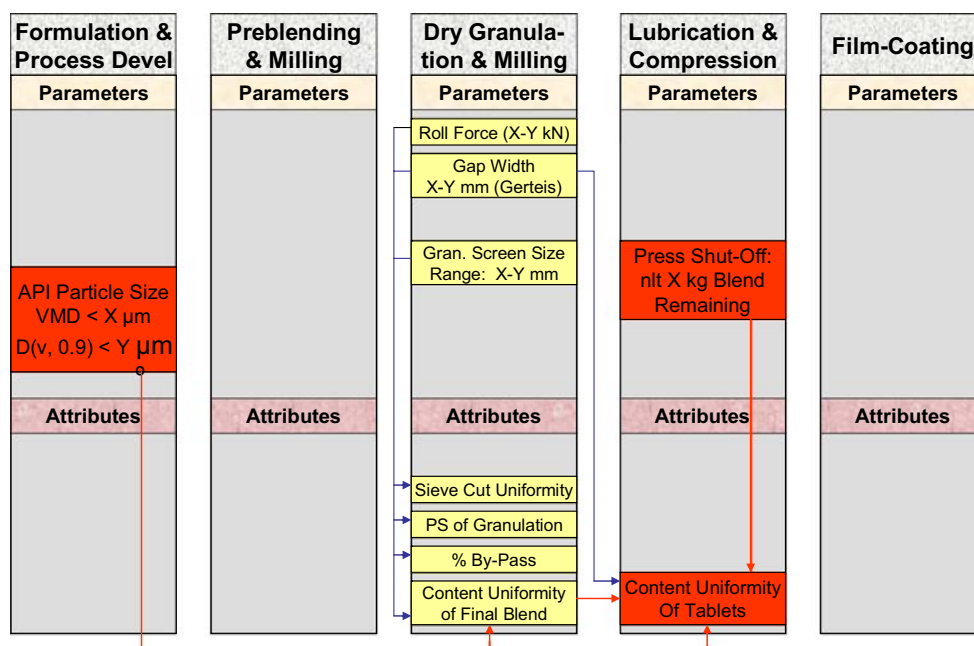 Formulation &
Process Devel
Parameters
API Particle Size
VMD < X µm
D(v, 0.9) < Y µm
Attributes
Preblending
& Milling
Parameters
Attributes
Dry Granula-
tion & Milling
Parameters
Roll Force (X-Y kN)
Gap Width
X-Y mm (Gerteis)
Gran. Screen Size
Range: X-Y mm
Attributes
Sieve Cut Uniformity
PS of Granulation
% By-Pass
Content Uniformity
of Final Blend
Lubrication &
Compression
Parameters
Press Shut-Off:
nlt X kg Blend
Remaining
Attributes
Content Uniformity
Of Tablets
Film-Coating
Parameters
Attributes